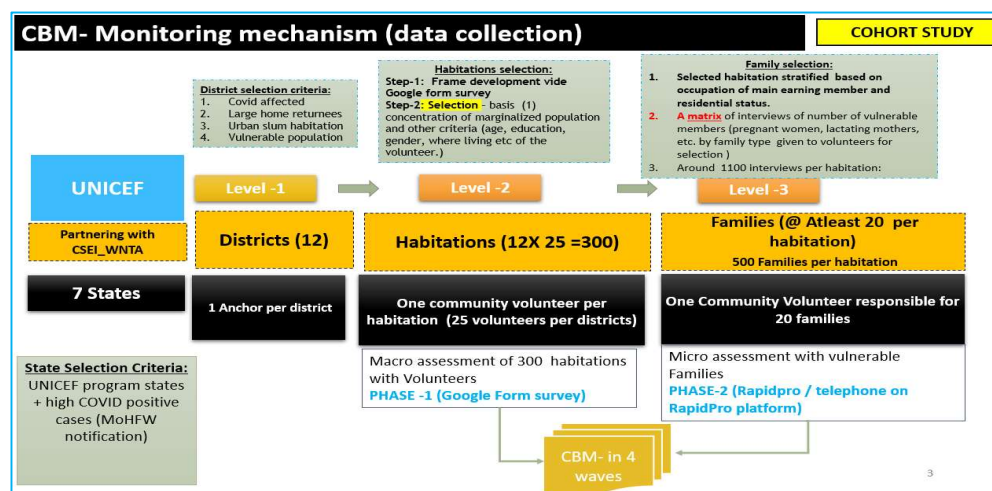 CBM- Monitoring mechanism (data collection)
COHORT STUDY
District selection criteria:
1. Covid affected
2. Large home returnees
3. Urban slum habitation
4. Vulnerable population
Habitations selection:
Step-1: Frame development vide
Google form survey
Step-2: Selection - basis (1)
concentration of marginalized population
and other criteria (age, education,
gender, where living etc of the
volunteer.)
Family selection:
1. Selected habitation stratified based on
occupation of main earning member and
residential status.
2. A matrix of interviews of number of vulnerable
members (pregnant women, lactating mothers,
etc. by family type given to volunteers for
selection )
3. Around 1100 interviews per habitation:
UNICEF
Level -1
Level -2
Level -3
Partnering with
CSEI_WNTA
Districts (12)
Habitations (12X 25 =300)
Families (@ Atleast 20 per
habitation)
500 Families per habitation
7 States
1 Anchor per district
One community volunteer per
habitation (25 volunteers per districts)
One Community Volunteer responsible for
20 families
State Selection Criteria:
UNICEF program states
+ high COVID positive
cases (MoHFW
notification)
Macro assessment of 300 habitations
with Volunteers
PHASE -1 (Google Form survey)
Micro assessment with vulnerable
Families
PHASE-2 (Rapidpro / telephone on
RapidPro platform)
CBM- in 4
waves
3